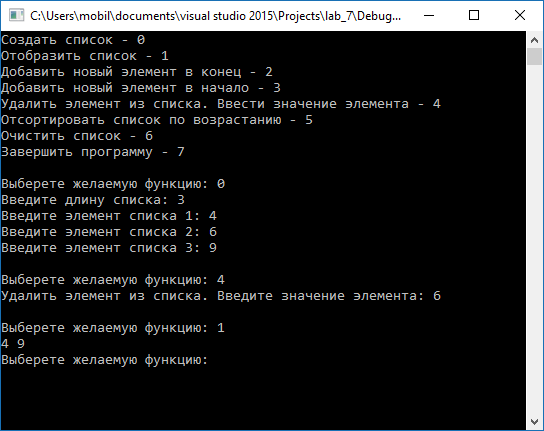 C:\Users\mobil\documents\visual studio 2015\Projects\lab_7\Debug...
Создать список - 0
Отобразить список - 1
Добавить новый элемент в конец - 2
Добавить новый элемент в начало - 3
Удалить элемент из списка. Ввести значение элемента - 4
Отсортировать список по возрастанию - 5
Очистить список - 6
Завершить программу - 7
Выберете желаемую функцию: 0
Введите длину списка: 3
Введите элемент списка 1: 4
Введите элемент списка 2: 6
Введите элемент списка 3: 9
Выберете желаемую функцию: 4
Удалить элемент из списка. Введите значение элемента: 6
Выберете желаемую функцию: 1
4 9
Выберете желаемую функцию: